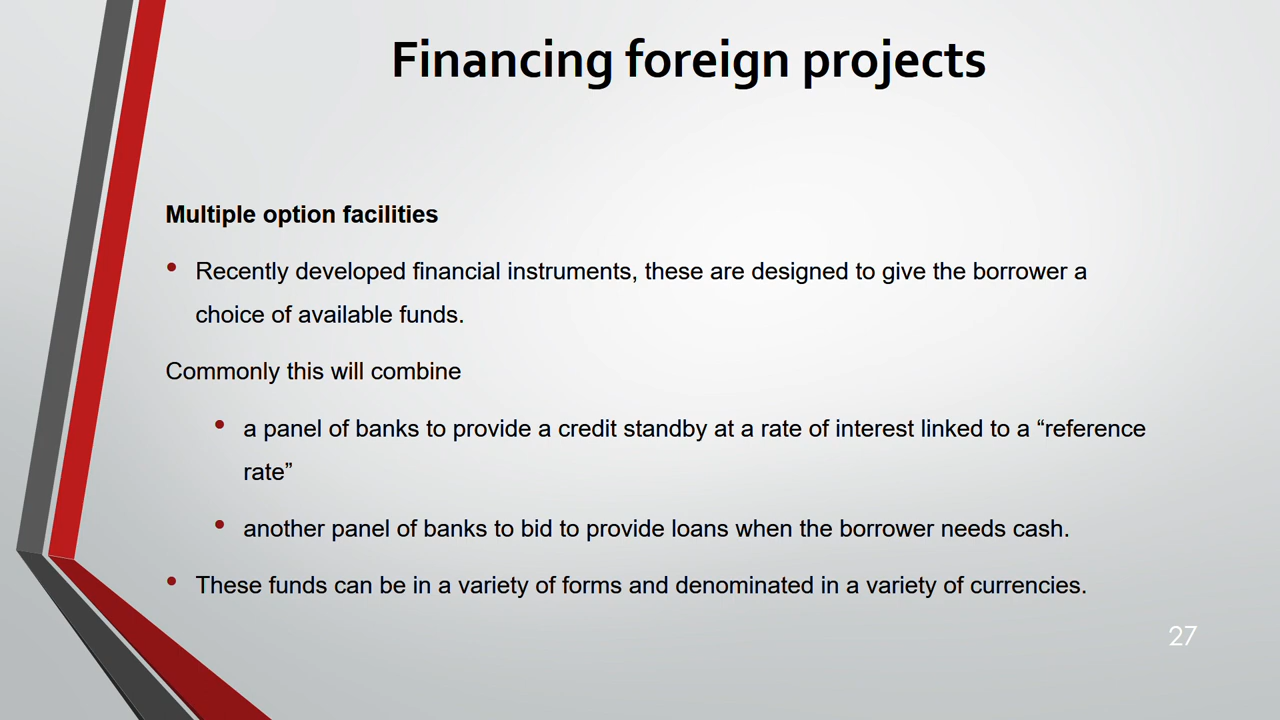 Financing foreign projects
Multiple option facilities
• Recently developed financial instruments, these are designed to give the borrower a
choice of available funds.
Commonly this will combine
• a panel of banks to provide a credit standby at a rate of interest linked to a “reference
rate”
• another panel of banks to bid to provide loans when the borrower needs cash.
• These funds can be in a variety of forms and denominated in a variety of currencies.
27